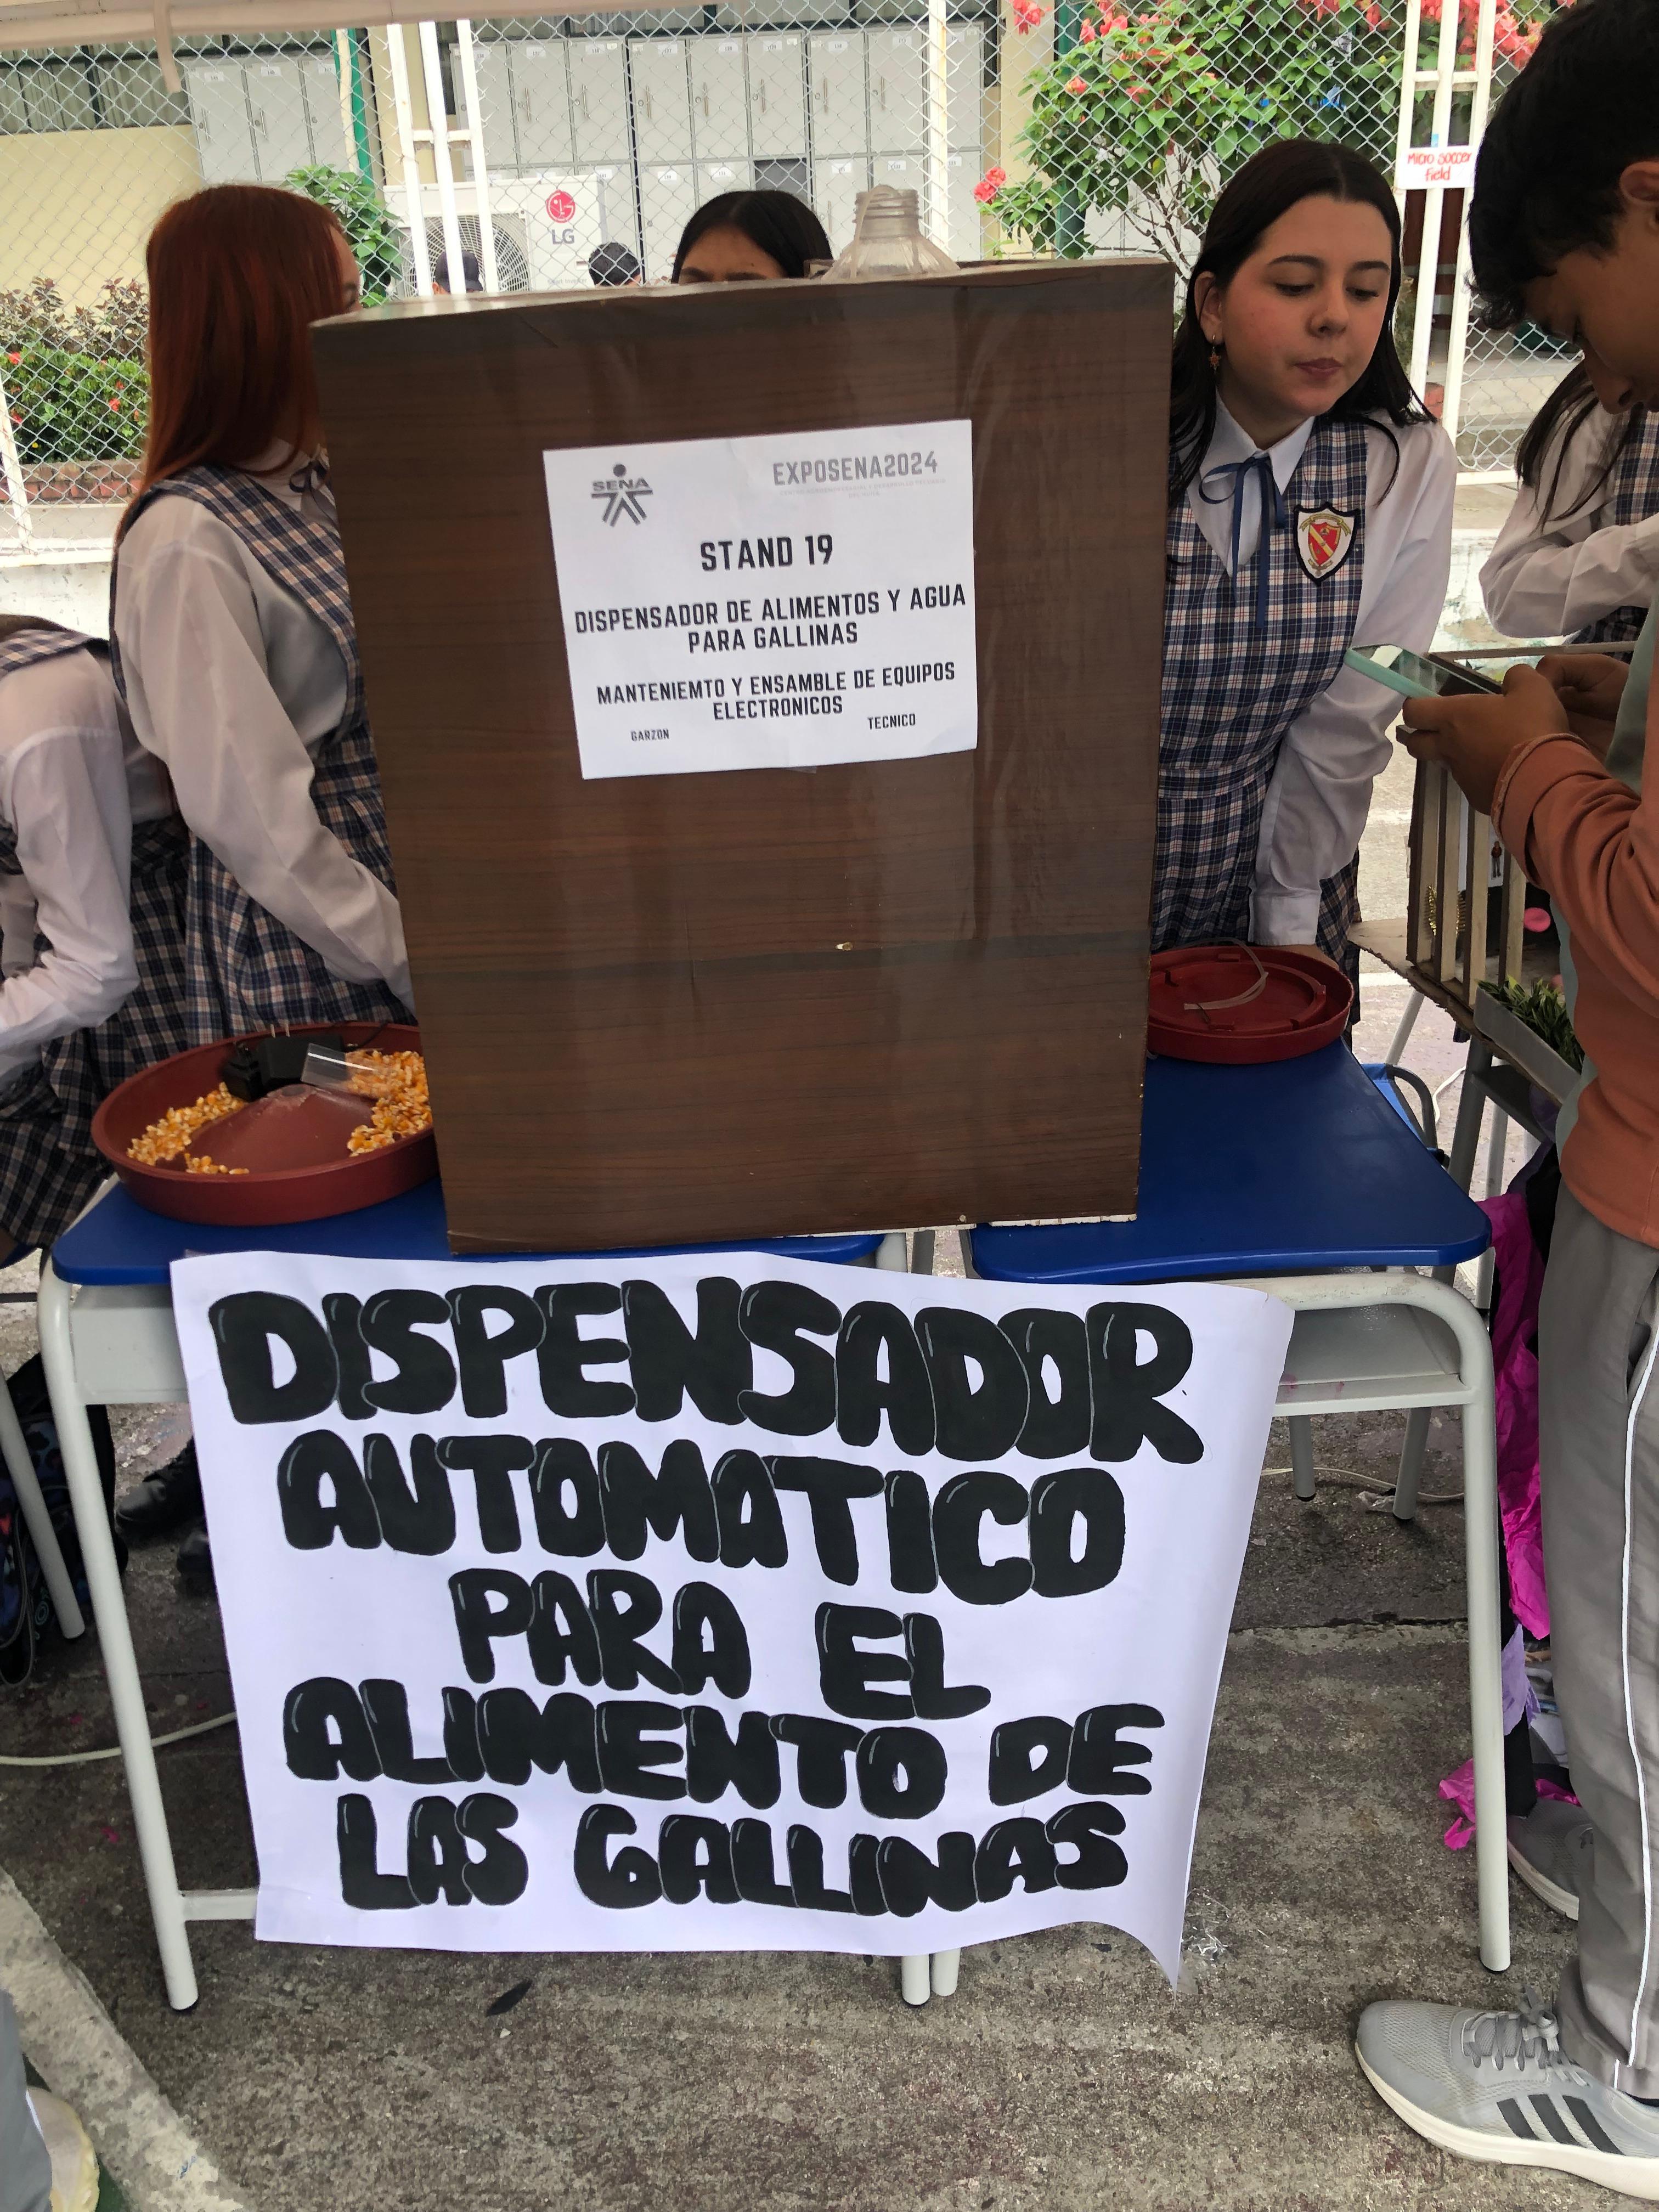 LG
Micro soccer
field
SENA
EXPOSENA2024
STAND 19
DISPENSADOR DE ALIMENTOS Y AGUA
PARA GALLINAS
MANTENIEMTO Y ENSAMBLE DE EQUIPOS
ELECTRONICOS
GARZON
TECNICO
DISPENSADOR
AUTOMATICO
PARA EL
ALIMENTO DE
LAS GALLINAS